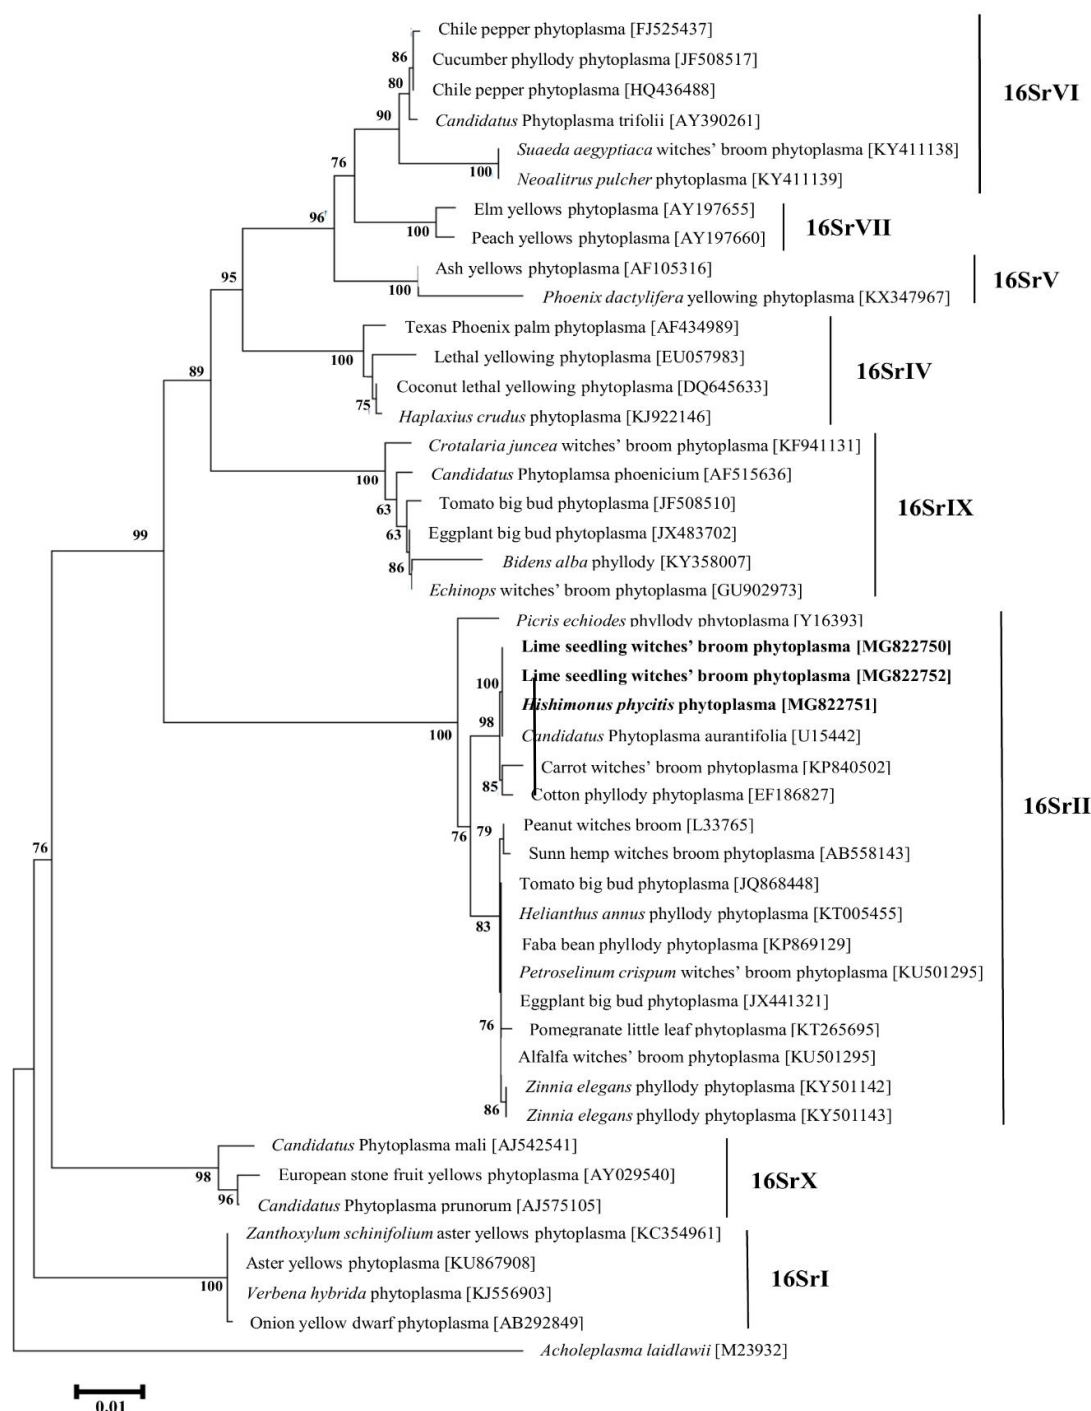 Chile pepper phytoplasma [FJ525437]
86
Cucumber phyllody phytoplasma [JF508517]
80
Chile pepper phytoplasma [HQ436488]
16SrVI
90
Candidatus Phytoplasma trifolii [AY390261]
Suaeda aegyptiaca witches’ broom phytoplasma [KY411138]
76
100
Neoalitrus pulcher phytoplasma [KY411139]
96
Elm yellows phytoplasma [AY197655]
100
Peach yellows phytoplasma [AY197660]
16SrVII
95
Ash yellows phytoplasma [AF105316]
100
Phoenix dactylifera yellowing phytoplasma [KX347967]
16SrV
Texas Phoenix palm phytoplasma [AF434989]
100
Lethal yellowing phytoplasma [EU057983]
89
Coconut lethal yellowing phytoplasma [DQ645633]
16SrIV
75
Haplaxius crudus phytoplasma [KJ922146]
Crotalaria juncea witches’ broom phytoplasma [KF941131]
100
Candidatus Phytoplamsa phoenicium [AF515636]
63
Tomato big bud phytoplasma [JF508510]
16SrIX
63
Eggplant big bud phytoplasma [JX483702]
99
Bidens alba phyllody [KY358007]
86
Echinops witches’ broom phytoplasma [GU902973]
Picris echiodes phyllody phytoplasma [Y16393]
Lime seedling witches’ broom phytoplasma [MG822750]
100
Lime seedling witches’ broom phytoplasma [MG822752]
Hishimonus phycitis phytoplasma [MG822751]
98
100
Candidatus Phytoplasma aurantifolia [U15442]
Carrot witches’ broom phytoplasma [KP840502]
85
Cotton phyllody phytoplasma [EF186827]
16SrII
76
79
Peanut witches broom [L33765]
76
Sunn hemp witches broom phytoplasma [AB558143]
Tomato big bud phytoplasma [JQ868448]
Helianthus annus phyllody phytoplasma [KT005455]
83
Faba bean phyllody phytoplasma [KP869129]
Petroselinum crispum witches’ broom phytoplasma [KU501295]
Eggplant big bud phytoplasma [JX441321]
76
Pomegranate little leaf phytoplasma [KT265695]
Alfalfa witches’ broom phytoplasma [KU501295]
Zinnia elegans phyllody phytoplasma [KY501142]
86
Zinnia elegans phyllody phytoplasma [KY501143]
Candidatus Phytoplasma mali [AJ542541]
98
European stone fruit yellows phytoplasma [AY029540]
16SrX
96
Candidatus Phytoplasma prunorum [AJ575105]
Zanthoxylum schinifolium aster yellows phytoplasma [KC354961]
Aster yellows phytoplasma [KU867908]
16SrI
100
Verbena hybrida phytoplasma [KJ556903]
Onion yellow dwarf phytoplasma [AB292849]
Acholeplasma laidlawii [M23932]
0.01